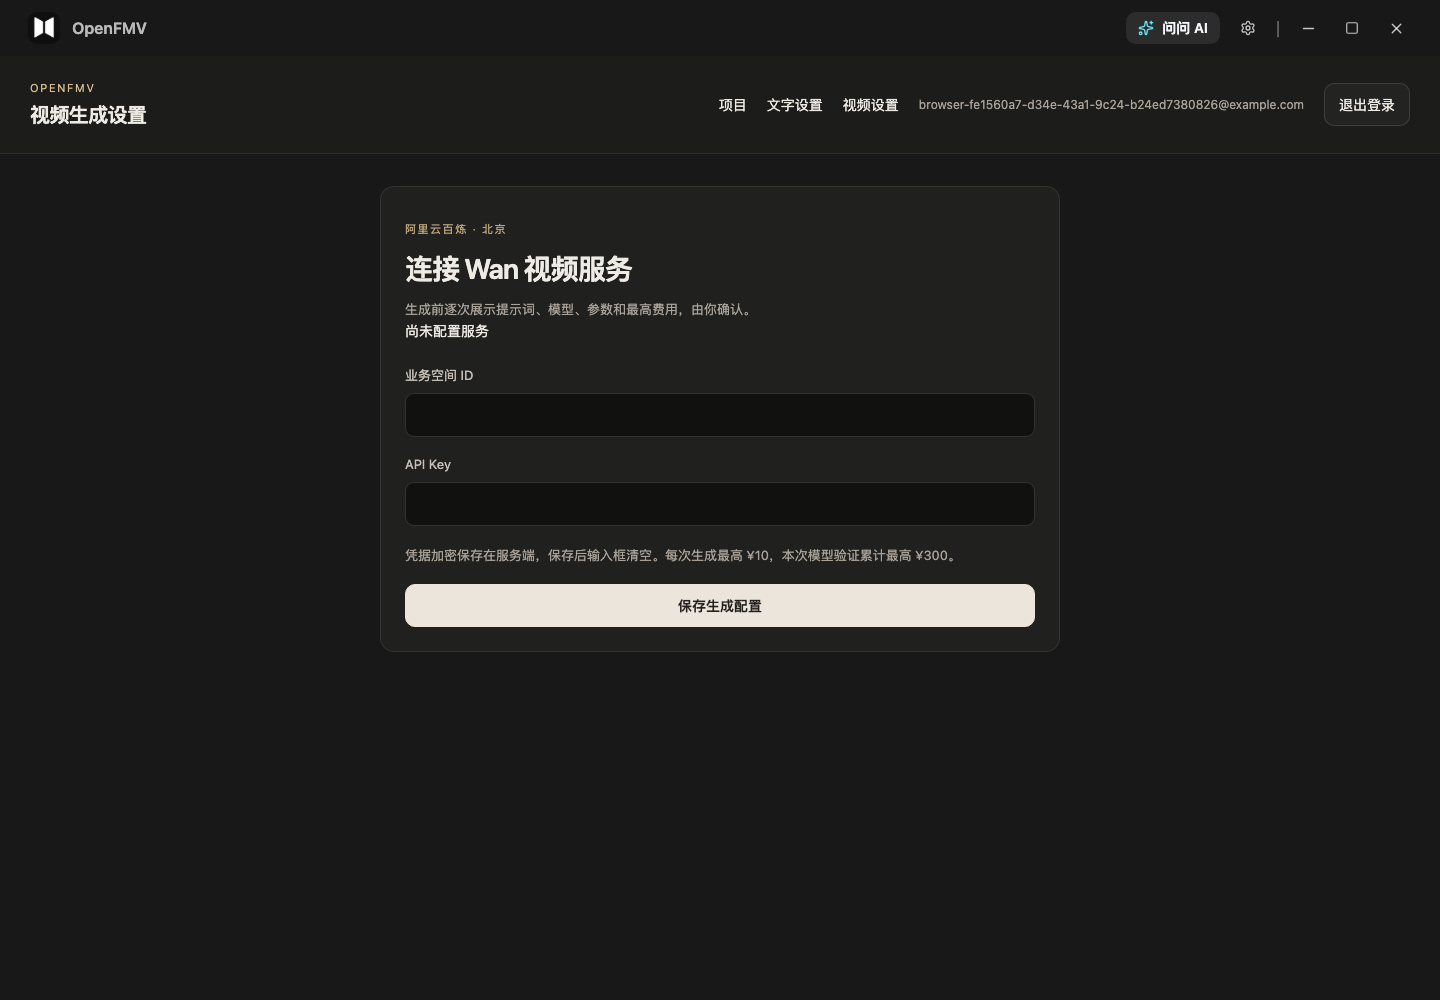 OpenFMV
问问 AI
OPENFMV
视频生成设置
项目 文字设置 视频设置 browser-fe1560a7-d34e-43a1-9c24-b24ed7380826@example.com 退出登录
阿里云百炼 · 北京
连接 Wan 视频服务
生成前逐次展示提示词、模型、参数和最高费用，由你确认。
尚未配置服务
业务空间 ID
API Key
凭据加密保存在服务端，保存后输入框清空。每次生成最高 ¥10，本次模型验证累计最高 ¥300。
保存生成配置